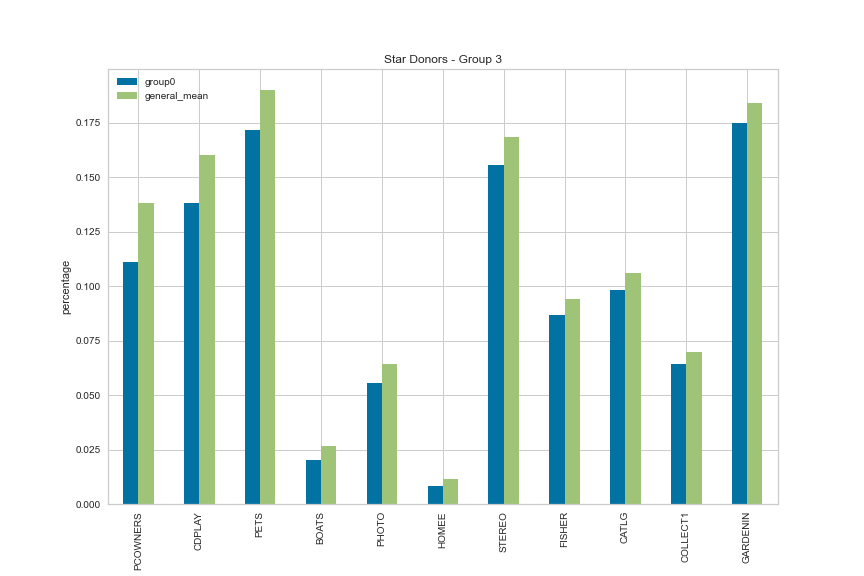 Star Donors - Group 3
group0
general_mean
percentage
0.175
0.150
0.125
0.100
0.075
0.050
0.025
0.000
PCOWNERS
CDPLAY
PETS
BOATS
PHOTO
HOMEE
STEREO
FISHER
CATLG
COLLECT1
GARDENIN